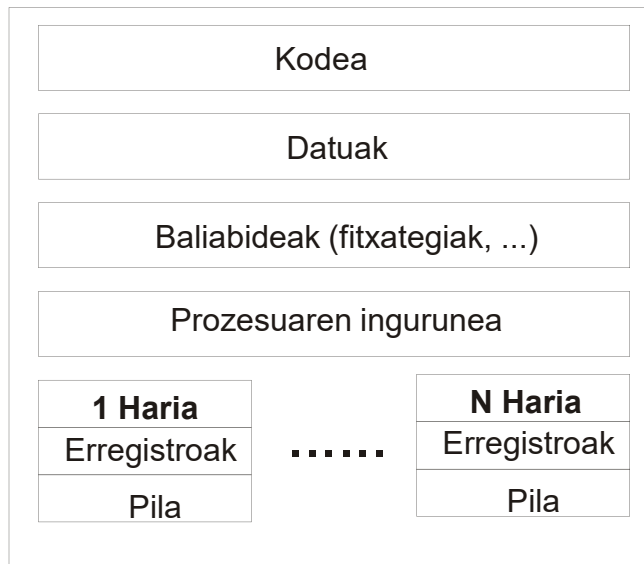 Kodea
Datuak
Baliabideak (fitxategiak, ...)
Prozesuaren ingurunea
1 Haria
Erregistroak
Pila
......
N Haria
Erregistroak
Pila